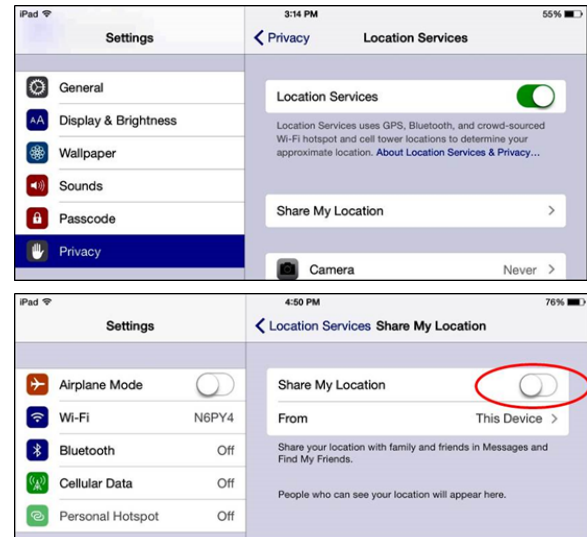 iPad 3:14 PM 55%
Settings
Privacy Location Services
General
Display & Brightness
Wallpaper
Sounds
Passcode
Privacy
Location Services
Location Services uses GPS, Bluetooth, and crowd-sourced
Wi-Fi hotspot and cell tower locations to determine your
approximate location. About Location Services & Privacy...
Share My Location
Camera Never
iPad 4:50 PM 76%
Settings
Location Services Share My Location
Airplane Mode
Wi-Fi N6PY4
Bluetooth Off
Cellular Data Off
Personal Hotspot Off
Share My Location
From This Device
Share your location with family and friends in Messages and
Find My Friends.
People who can see your location will appear here.